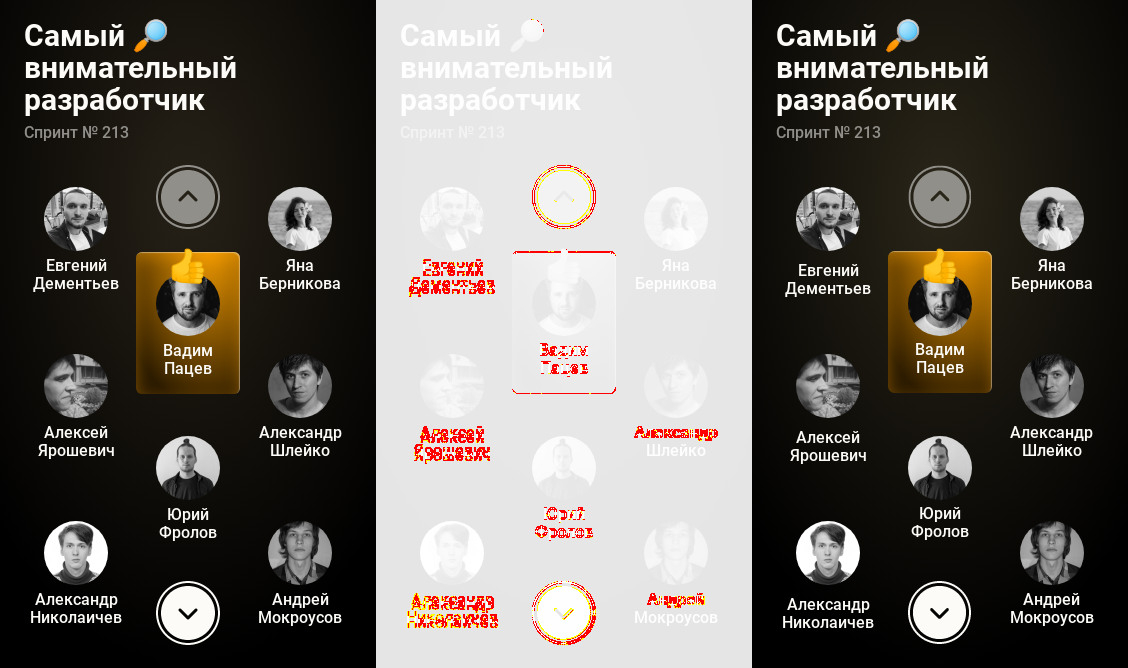 Самый
внимательный
разработчик
Спринт № 213
Евгений
Дементьев
Яна
Берникова
Вадим
Пацев
Алексей
Ярошевич
Александр
Шлейко
Юрий
Фролов
Александр
Николаичев
Андрей
Мокроусов
Самый
внимательный
разработчик
Спринт № 213
Евгений
Дементьев
Яна
Берникова
Вадим
Пацев
Алексей
Ярошевич
Александр
Шлейко
Юрий
Фролов
Александр
Николаичев
Андрей
Мокроусов
Самый
внимательный
разработчик
Спринт № 213
Евгений
Дементьев
Яна
Берникова
Вадим
Пацев
Алексей
Ярошевич
Александр
Шлейко
Юрий
Фролов
Александр
Николаичев
Андрей
Мокроусов